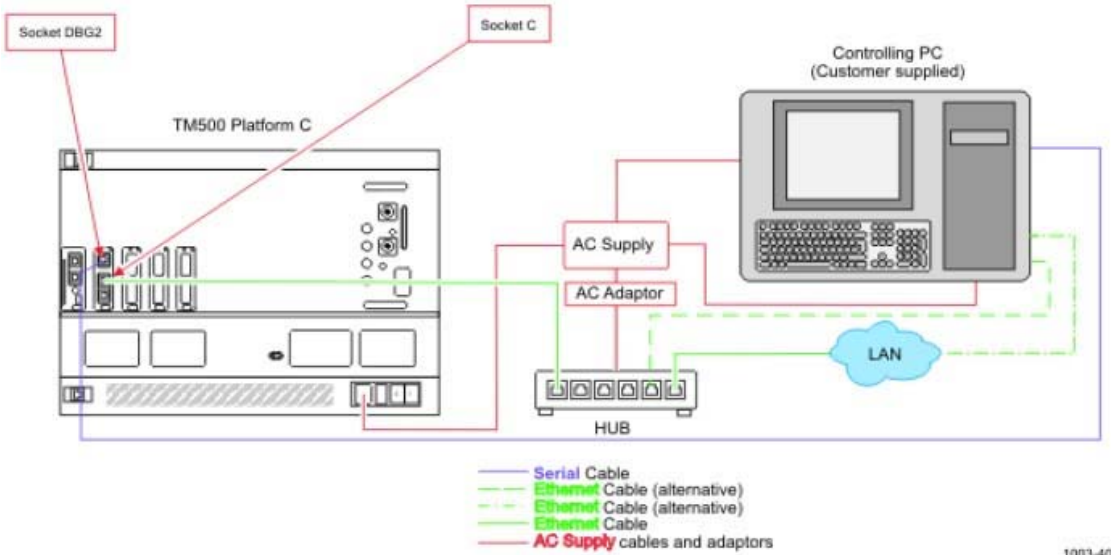 Socket DBG2
Socket C
Controlling PC
(Customer supplied)
TM500 Platform C
AC Supply
AC Adaptor
LAN
HUB
Serial Cable
Ethernet Cable (alternative)
Ethernet Cable (alternative)
Ethernet Cable
AC Supply cables and adaptors